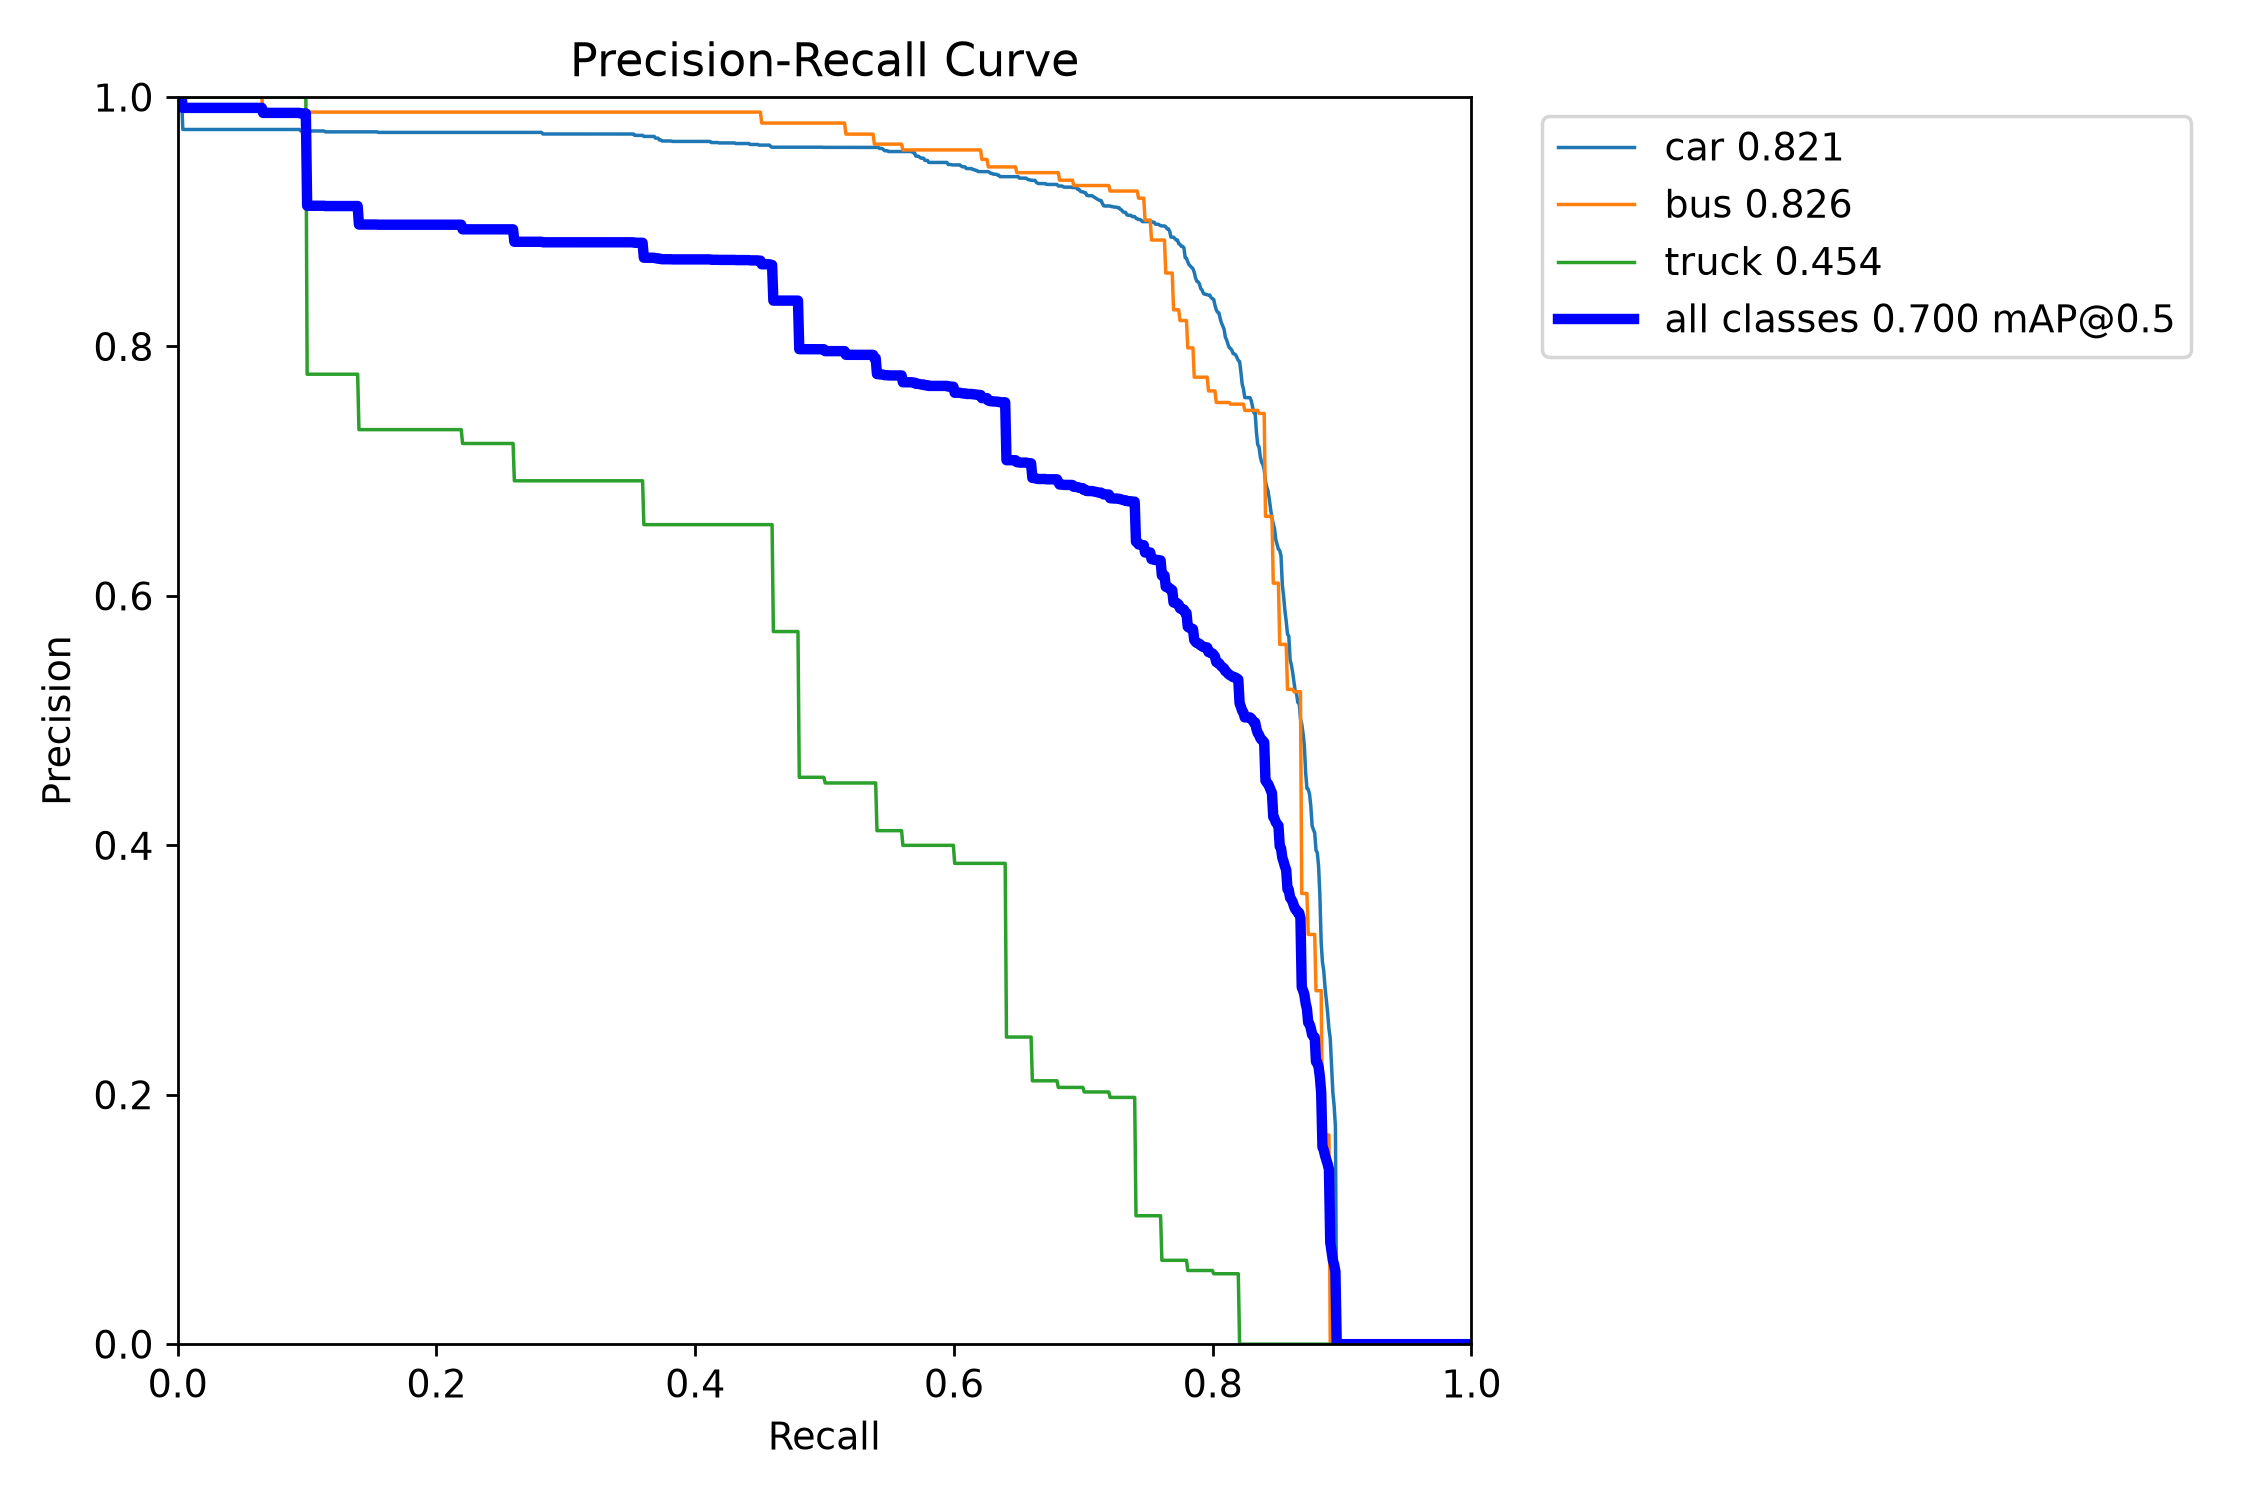 Precision-Recall Curve
1.0
0.8
0.6
0.4
0.2
0.0
Precision
0.0 0.2 0.4 0.6 0.8 1.0
Recall
car 0.821
bus 0.826
truck 0.454
all classes 0.700 mAP@0.5